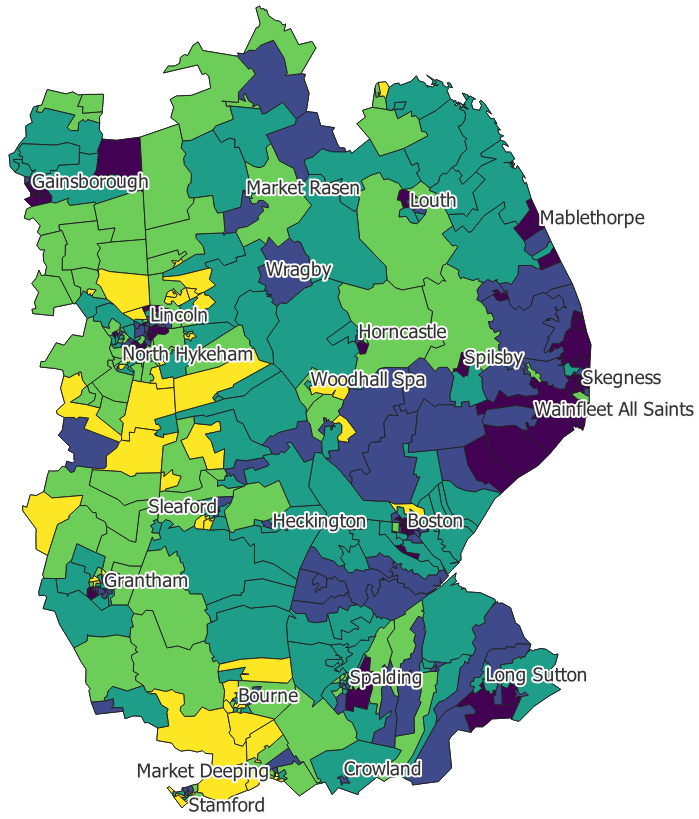 Gainsborough
Market Rasen
Louth
Mablethorpe
Wragby
Lincoln
Horncastle
North Hykeham
Spilsby
Woodhall Spa
Skegness
Wainfleet All Saints
Sleaford
Heckington
Boston
Grantham
Spalding
Long Sutton
Bourne
Market Deeping
Crowland
Stamford